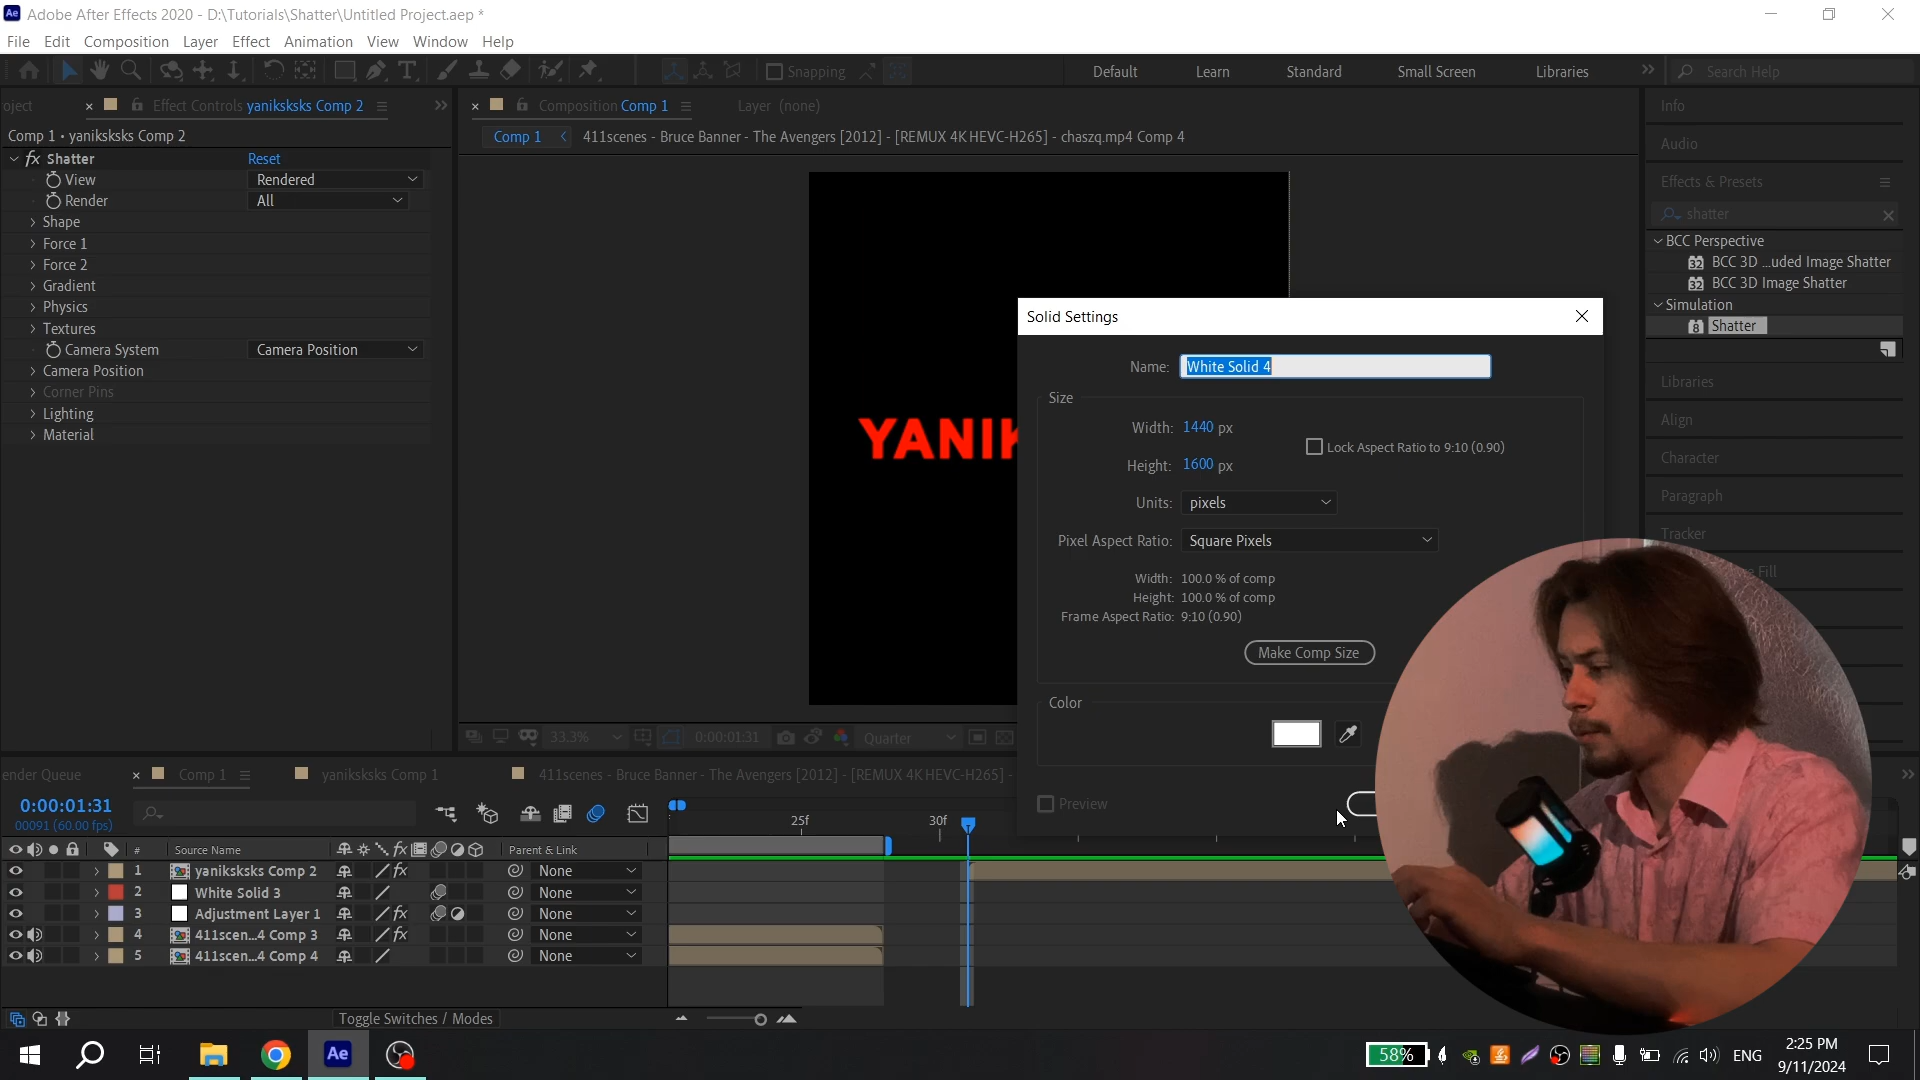 Adobe After Effects 2020 - D:\Tutorials\Shatter\Untitled Project.aep *
File Edit Composition Layer Effect Animation View Window Help
Snapping
Default Learn Standard Small Screen Libraries
Search Help
oject Effect Controls yanikskskS Comp 2
Composition Comp 1 Layer (none)
Info
Comp 1 • yaniksksks Comp 2
Comp 1 411scenes - Bruce Banner - The Avengers [2012] - [REMUX 4K HEVC-H265] - chaszq.mp4 Comp 4
Audio
fx Shatter Reset
View Rendered
Render All
Shape
Force 1
Force 2
Gradient
Physics
Textures
Camera System Camera Position
Camera Position
Corner Pins
Lighting
Material
Effects & Presets
shatter
BCC Perspective
32 BCC 3D ...uded Image Shatter
32 BCC 3D Image Shatter
Simulation
8 Shatter
Libraries
Align
Character
Paragraph
Tracker
Fill
YANIK
Solid Settings
Name: White Solid 4
Size
Width: 1440 px
Lock Aspect Ratio to 9:10 (0.90)
Height: 1600 px
Units: pixels
Pixel Aspect Ratio: Square Pixels
Width: 100.0 % of comp
Height: 100.0 % of comp
Frame Aspect Ratio: 9:10 (0.90)
Make Comp Size
Color
Preview
33.3% 0:00:01:31 Quarter
ender Queue Comp 1 yaniksksks Comp 1 411scenes - Bruce Banner - The Avengers [2012] - [REMUX 4K HEVC-H265] -
0:00:01:31
00091 (60.00 fps)
25f 30f
# Source Name fx Parent & Link
1 yaniksksks Comp 2 fx None
2 White Solid 3 None
3 Adjustment Layer 1 fx None
4 411scen...4 Comp 3 fx None
5 411scen...4 Comp 4 None
Toggle Switches / Modes
Ae
58%
ENG
2:25 PM
9/11/2024